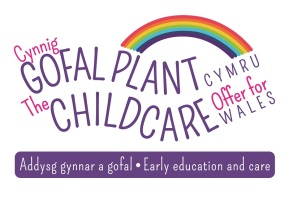 Cynnig
GOFAL PLANT CYMRU
The CHILDCARE Offer for WALES
Addysg gynnar a gofal • Early education and care